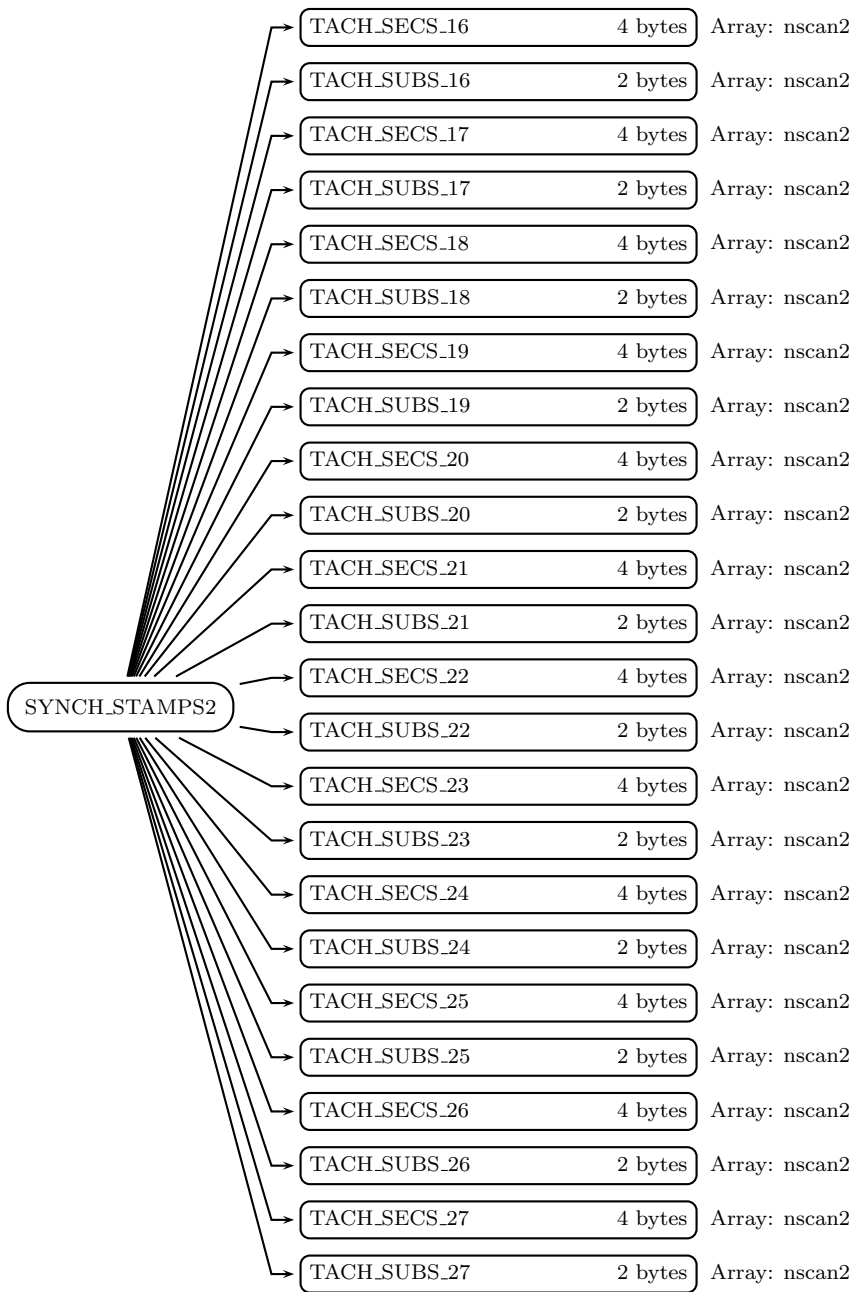 TACH_SECS_16 4 bytes Array: nscan2
TACH_SUBS_16 2 bytes Array: nscan2
TACH_SECS_17 4 bytes Array: nscan2
TACH_SUBS_17 2 bytes Array: nscan2
TACH_SECS_18 4 bytes Array: nscan2
TACH_SUBS_18 2 bytes Array: nscan2
TACH_SECS_19 4 bytes Array: nscan2
TACH_SUBS_19 2 bytes Array: nscan2
TACH_SECS_20 4 bytes Array: nscan2
TACH_SUBS_20 2 bytes Array: nscan2
TACH_SECS_21 4 bytes Array: nscan2
TACH_SUBS_21 2 bytes Array: nscan2
TACH_SECS_22 4 bytes Array: nscan2
SYNCH_STAMPS2
TACH_SUBS_22 2 bytes Array: nscan2
TACH_SECS_23 4 bytes Array: nscan2
TACH_SUBS_23 2 bytes Array: nscan2
TACH_SECS_24 4 bytes Array: nscan2
TACH_SUBS_24 2 bytes Array: nscan2
TACH_SECS_25 4 bytes Array: nscan2
TACH_SUBS_25 2 bytes Array: nscan2
TACH_SECS_26 4 bytes Array: nscan2
TACH_SUBS_26 2 bytes Array: nscan2
TACH_SECS_27 4 bytes Array: nscan2
TACH_SUBS_27 2 bytes Array: nscan2